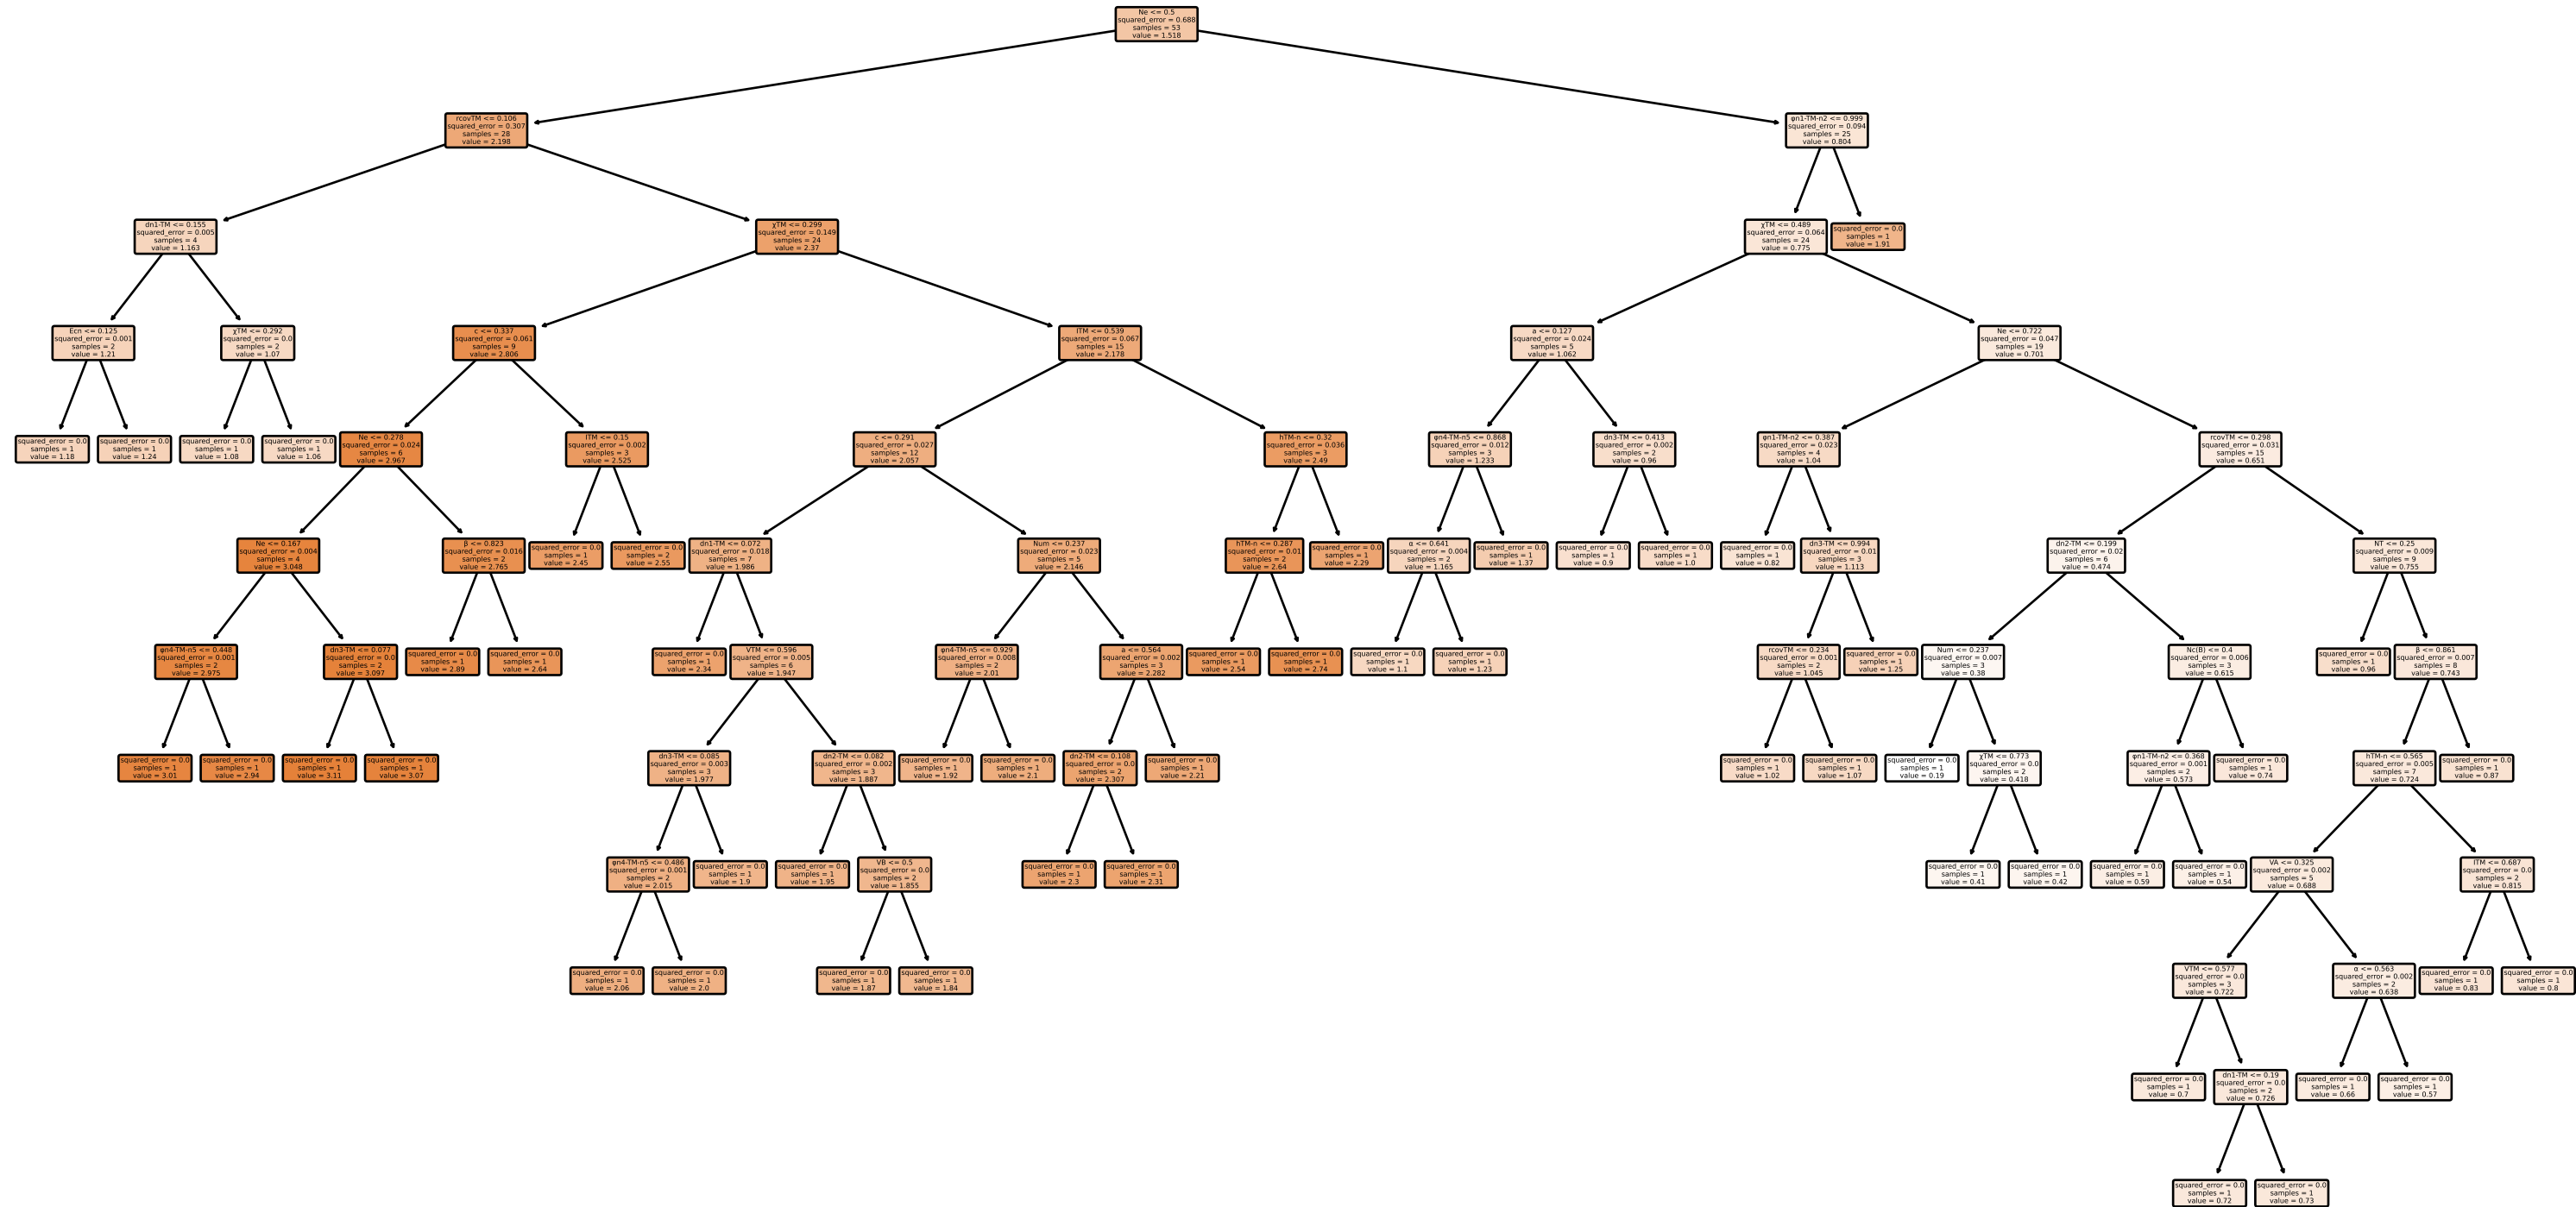 Ne <= 0.5
squared_error = 0.688
samples = 53
value = 1.518
rcovTM <= 0.106
squared_error = 0.307
samples = 28
value = 2.198
φn1-TM-n2 <= 0.999
squared_error = 0.094
samples = 25
value = 0.804
dn1-TM <= 0.155
squared_error = 0.005
samples = 4
value = 1.163
χTM <= 0.299
squared_error = 0.149
samples = 24
value = 2.37
χTM <= 0.489
squared_error = 0.064
samples = 24
value = 0.775
squared_error = 0.0
samples = 1
value = 1.91
Ecn <= 0.125
squared_error = 0.001
samples = 2
value = 1.21
χTM <= 0.292
squared_error = 0.0
samples = 2
value = 1.07
c <= 0.337
squared_error = 0.061
samples = 9
value = 2.806
lTM <= 0.539
squared_error = 0.067
samples = 15
value = 2.178
a <= 0.127
squared_error = 0.024
samples = 5
value = 1.062
Ne <= 0.722
squared_error = 0.047
samples = 19
value = 0.701
squared_error = 0.0
samples = 1
value = 1.18
squared_error = 0.0
samples = 1
value = 1.24
squared_error = 0.0
samples = 1
value = 1.08
squared_error = 0.0
samples = 1
value = 1.06
Ne <= 0.278
squared_error = 0.024
samples = 6
value = 2.967
lTM <= 0.15
squared_error = 0.002
samples = 3
value = 2.525
c <= 0.291
squared_error = 0.027
samples = 12
value = 2.057
hTM-n <= 0.32
squared_error = 0.036
samples = 3
value = 2.49
φn4-TM-n5 <= 0.868
squared_error = 0.012
samples = 3
value = 1.233
dn3-TM <= 0.413
squared_error = 0.002
samples = 2
value = 0.96
φn1-TM-n2 <= 0.387
squared_error = 0.023
samples = 4
value = 1.04
rcovTM <= 0.298
squared_error = 0.031
samples = 15
value = 0.651
Ne <= 0.167
squared_error = 0.004
samples = 4
value = 3.048
β <= 0.823
squared_error = 0.016
samples = 2
value = 2.765
squared_error = 0.0
samples = 1
value = 2.45
squared_error = 0.0
samples = 2
value = 2.55
dn1-TM <= 0.072
squared_error = 0.018
samples = 7
value = 1.986
Num <= 0.237
squared_error = 0.023
samples = 5
value = 2.146
hTM-n <= 0.287
squared_error = 0.01
samples = 2
value = 2.64
squared_error = 0.0
samples = 1
value = 2.29
α <= 0.641
squared_error = 0.004
samples = 2
value = 1.165
squared_error = 0.0
samples = 1
value = 1.37
squared_error = 0.0
samples = 1
value = 0.9
squared_error = 0.0
samples = 1
value = 1.0
squared_error = 0.0
samples = 1
value = 0.82
dn3-TM <= 0.994
squared_error = 0.01
samples = 3
value = 1.113
dn2-TM <= 0.199
squared_error = 0.02
samples = 6
value = 0.474
NT <= 0.25
squared_error = 0.009
samples = 9
value = 0.755
φn4-TM-n5 <= 0.448
squared_error = 0.001
samples = 2
value = 2.975
dn3-TM <= 0.077
squared_error = 0.0
samples = 2
value = 3.097
squared_error = 0.0
samples = 1
value = 2.89
squared_error = 0.0
samples = 1
value = 2.64
squared_error = 0.0
samples = 1
value = 2.34
VTM <= 0.596
squared_error = 0.005
samples = 6
value = 1.947
φn4-TM-n5 <= 0.929
squared_error = 0.008
samples = 2
value = 2.01
a <= 0.564
squared_error = 0.002
samples = 3
value = 2.282
squared_error = 0.0
samples = 1
value = 2.54
squared_error = 0.0
samples = 1
value = 2.74
squared_error = 0.0
samples = 1
value = 1.1
squared_error = 0.0
samples = 1
value = 1.23
rcovTM <= 0.234
squared_error = 0.001
samples = 2
value = 1.045
squared_error = 0.0
samples = 1
value = 1.25
Num <= 0.237
squared_error = 0.007
samples = 3
value = 0.38
Nc(B) <= 0.4
squared_error = 0.006
samples = 3
value = 0.615
squared_error = 0.0
samples = 1
value = 0.96
β <= 0.861
squared_error = 0.007
samples = 8
value = 0.743
squared_error = 0.0
samples = 1
value = 3.01
squared_error = 0.0
samples = 1
value = 2.94
squared_error = 0.0
samples = 1
value = 3.11
squared_error = 0.0
samples = 1
value = 3.07
dn3-TM <= 0.085
squared_error = 0.003
samples = 3
value = 1.977
dn2-TM <= 0.082
squared_error = 0.002
samples = 3
value = 1.887
squared_error = 0.0
samples = 1
value = 1.92
squared_error = 0.0
samples = 1
value = 2.1
dn2-TM <= 0.108
squared_error = 0.0
samples = 2
value = 2.307
squared_error = 0.0
samples = 1
value = 2.21
squared_error = 0.0
samples = 1
value = 1.02
squared_error = 0.0
samples = 1
value = 1.07
squared_error = 0.0
samples = 1
value = 0.19
χTM <= 0.773
squared_error = 0.0
samples = 2
value = 0.418
φn1-TM-n2 <= 0.368
squared_error = 0.001
samples = 2
value = 0.573
squared_error = 0.0
samples = 1
value = 0.74
hTM-n <= 0.565
squared_error = 0.005
samples = 7
value = 0.724
squared_error = 0.0
samples = 1
value = 0.87
φn4-TM-n5 <= 0.486
squared_error = 0.001
samples = 2
value = 2.015
squared_error = 0.0
samples = 1
value = 1.9
squared_error = 0.0
samples = 1
value = 1.95
VB <= 0.5
squared_error = 0.0
samples = 2
value = 1.855
squared_error = 0.0
samples = 1
value = 2.3
squared_error = 0.0
samples = 1
value = 2.31
squared_error = 0.0
samples = 1
value = 0.41
squared_error = 0.0
samples = 1
value = 0.42
squared_error = 0.0
samples = 1
value = 0.59
squared_error = 0.0
samples = 1
value = 0.54
VA <= 0.325
squared_error = 0.002
samples = 5
value = 0.688
lTM <= 0.687
squared_error = 0.0
samples = 2
value = 0.815
squared_error = 0.0
samples = 1
value = 2.06
squared_error = 0.0
samples = 1
value = 2.0
squared_error = 0.0
samples = 1
value = 1.87
squared_error = 0.0
samples = 1
value = 1.84
VTM <= 0.577
squared_error = 0.0
samples = 3
value = 0.722
α <= 0.563
squared_error = 0.002
samples = 2
value = 0.638
squared_error = 0.0
samples = 1
value = 0.83
squared_error = 0.0
samples = 1
value = 0.8
squared_error = 0.0
samples = 1
value = 0.7
dn1-TM <= 0.19
squared_error = 0.0
samples = 2
value = 0.726
squared_error = 0.0
samples = 1
value = 0.66
squared_error = 0.0
samples = 1
value = 0.57
squared_error = 0.0
samples = 1
value = 0.72
squared_error = 0.0
samples = 1
value = 0.73